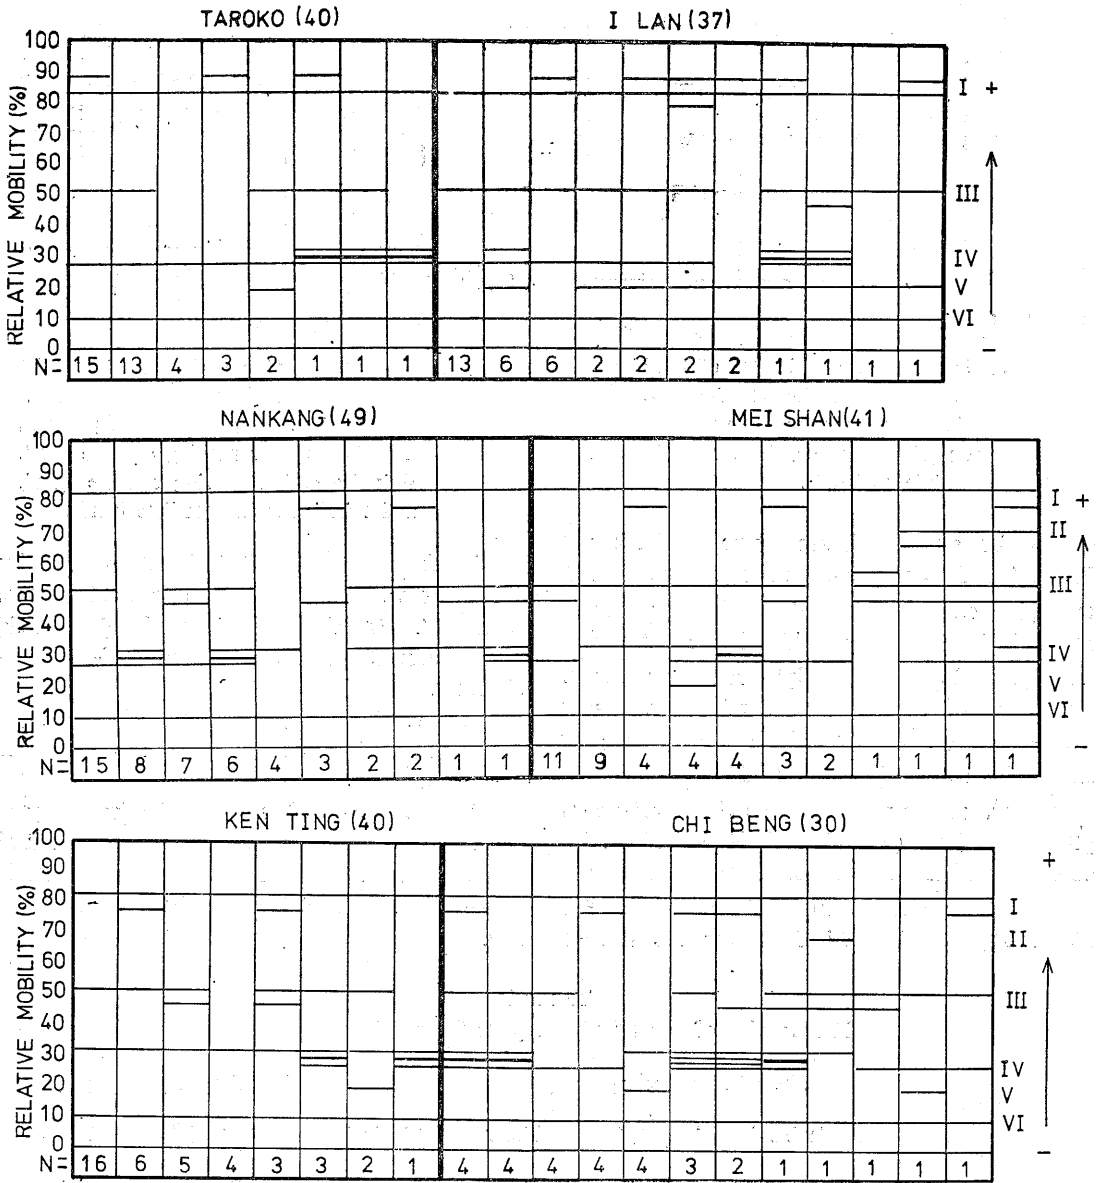 TAROKO (40) I LAN (37)
100
90
80
70
60
50
40
30
20
10
0
RELATIVE MOBILITY (%)
I +
III
IV
V
VI
−
N= 15 13 4 3 2 1 1 1 13 6 6 2 2 2 2 1 1 1 1
NANKANG (49) MEI SHAN (41)
100
90
80
70
60
50
40
30
20
10
0
RELATIVE MOBILITY (%)
I +
II
III
IV
V
VI
−
N= 15 8 7 6 4 3 2 2 1 1 11 9 4 4 4 3 2 1 1 1 1
KEN TING (40) CHI BENG (30)
100
90
80
70
60
50
40
30
20
10
0
RELATIVE MOBILITY (%)
+
I
II
III
IV
V
VI
−
N= 16 6 5 4 3 3 2 1 4 4 4 4 4 3 2 1 1 1 1 1